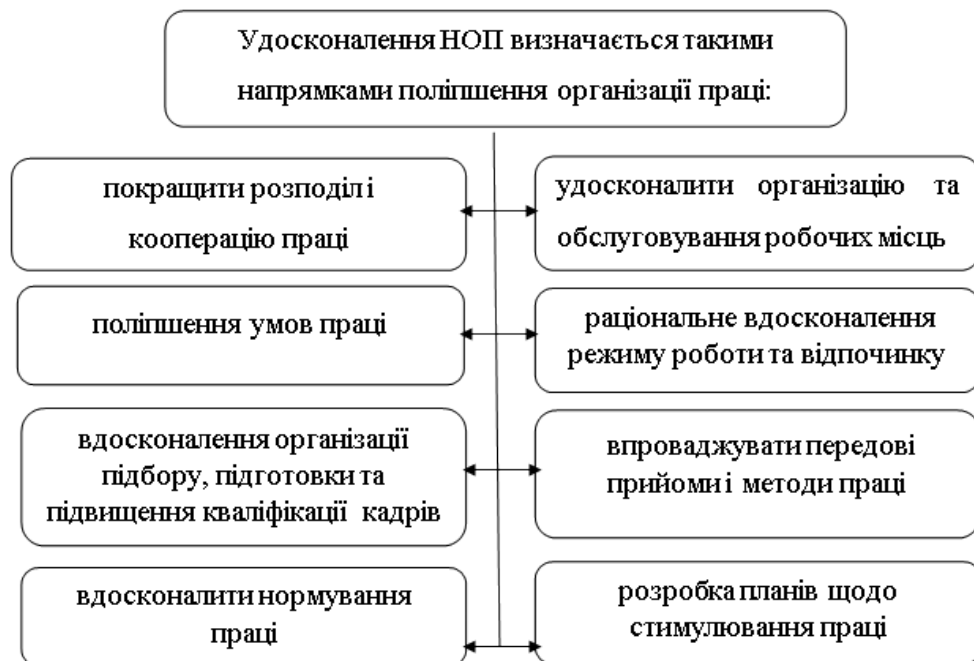 Удосконалення НОП визначається такими
напрямками поліпшення організації праці:
покращити розподіл і
кооперацію праці
удосконалити організацію та
обслуговування робочих місць
поліпшення умов праці
раціональне вдосконалення
режиму роботи та відпочинку
вдосконалення організації
підбору, підготовки та
підвищення кваліфікації кадрів
впроваджувати передові
прийоми і методи праці
вдосконалити нормування
праці
розробка планів щодо
стимулювання праці